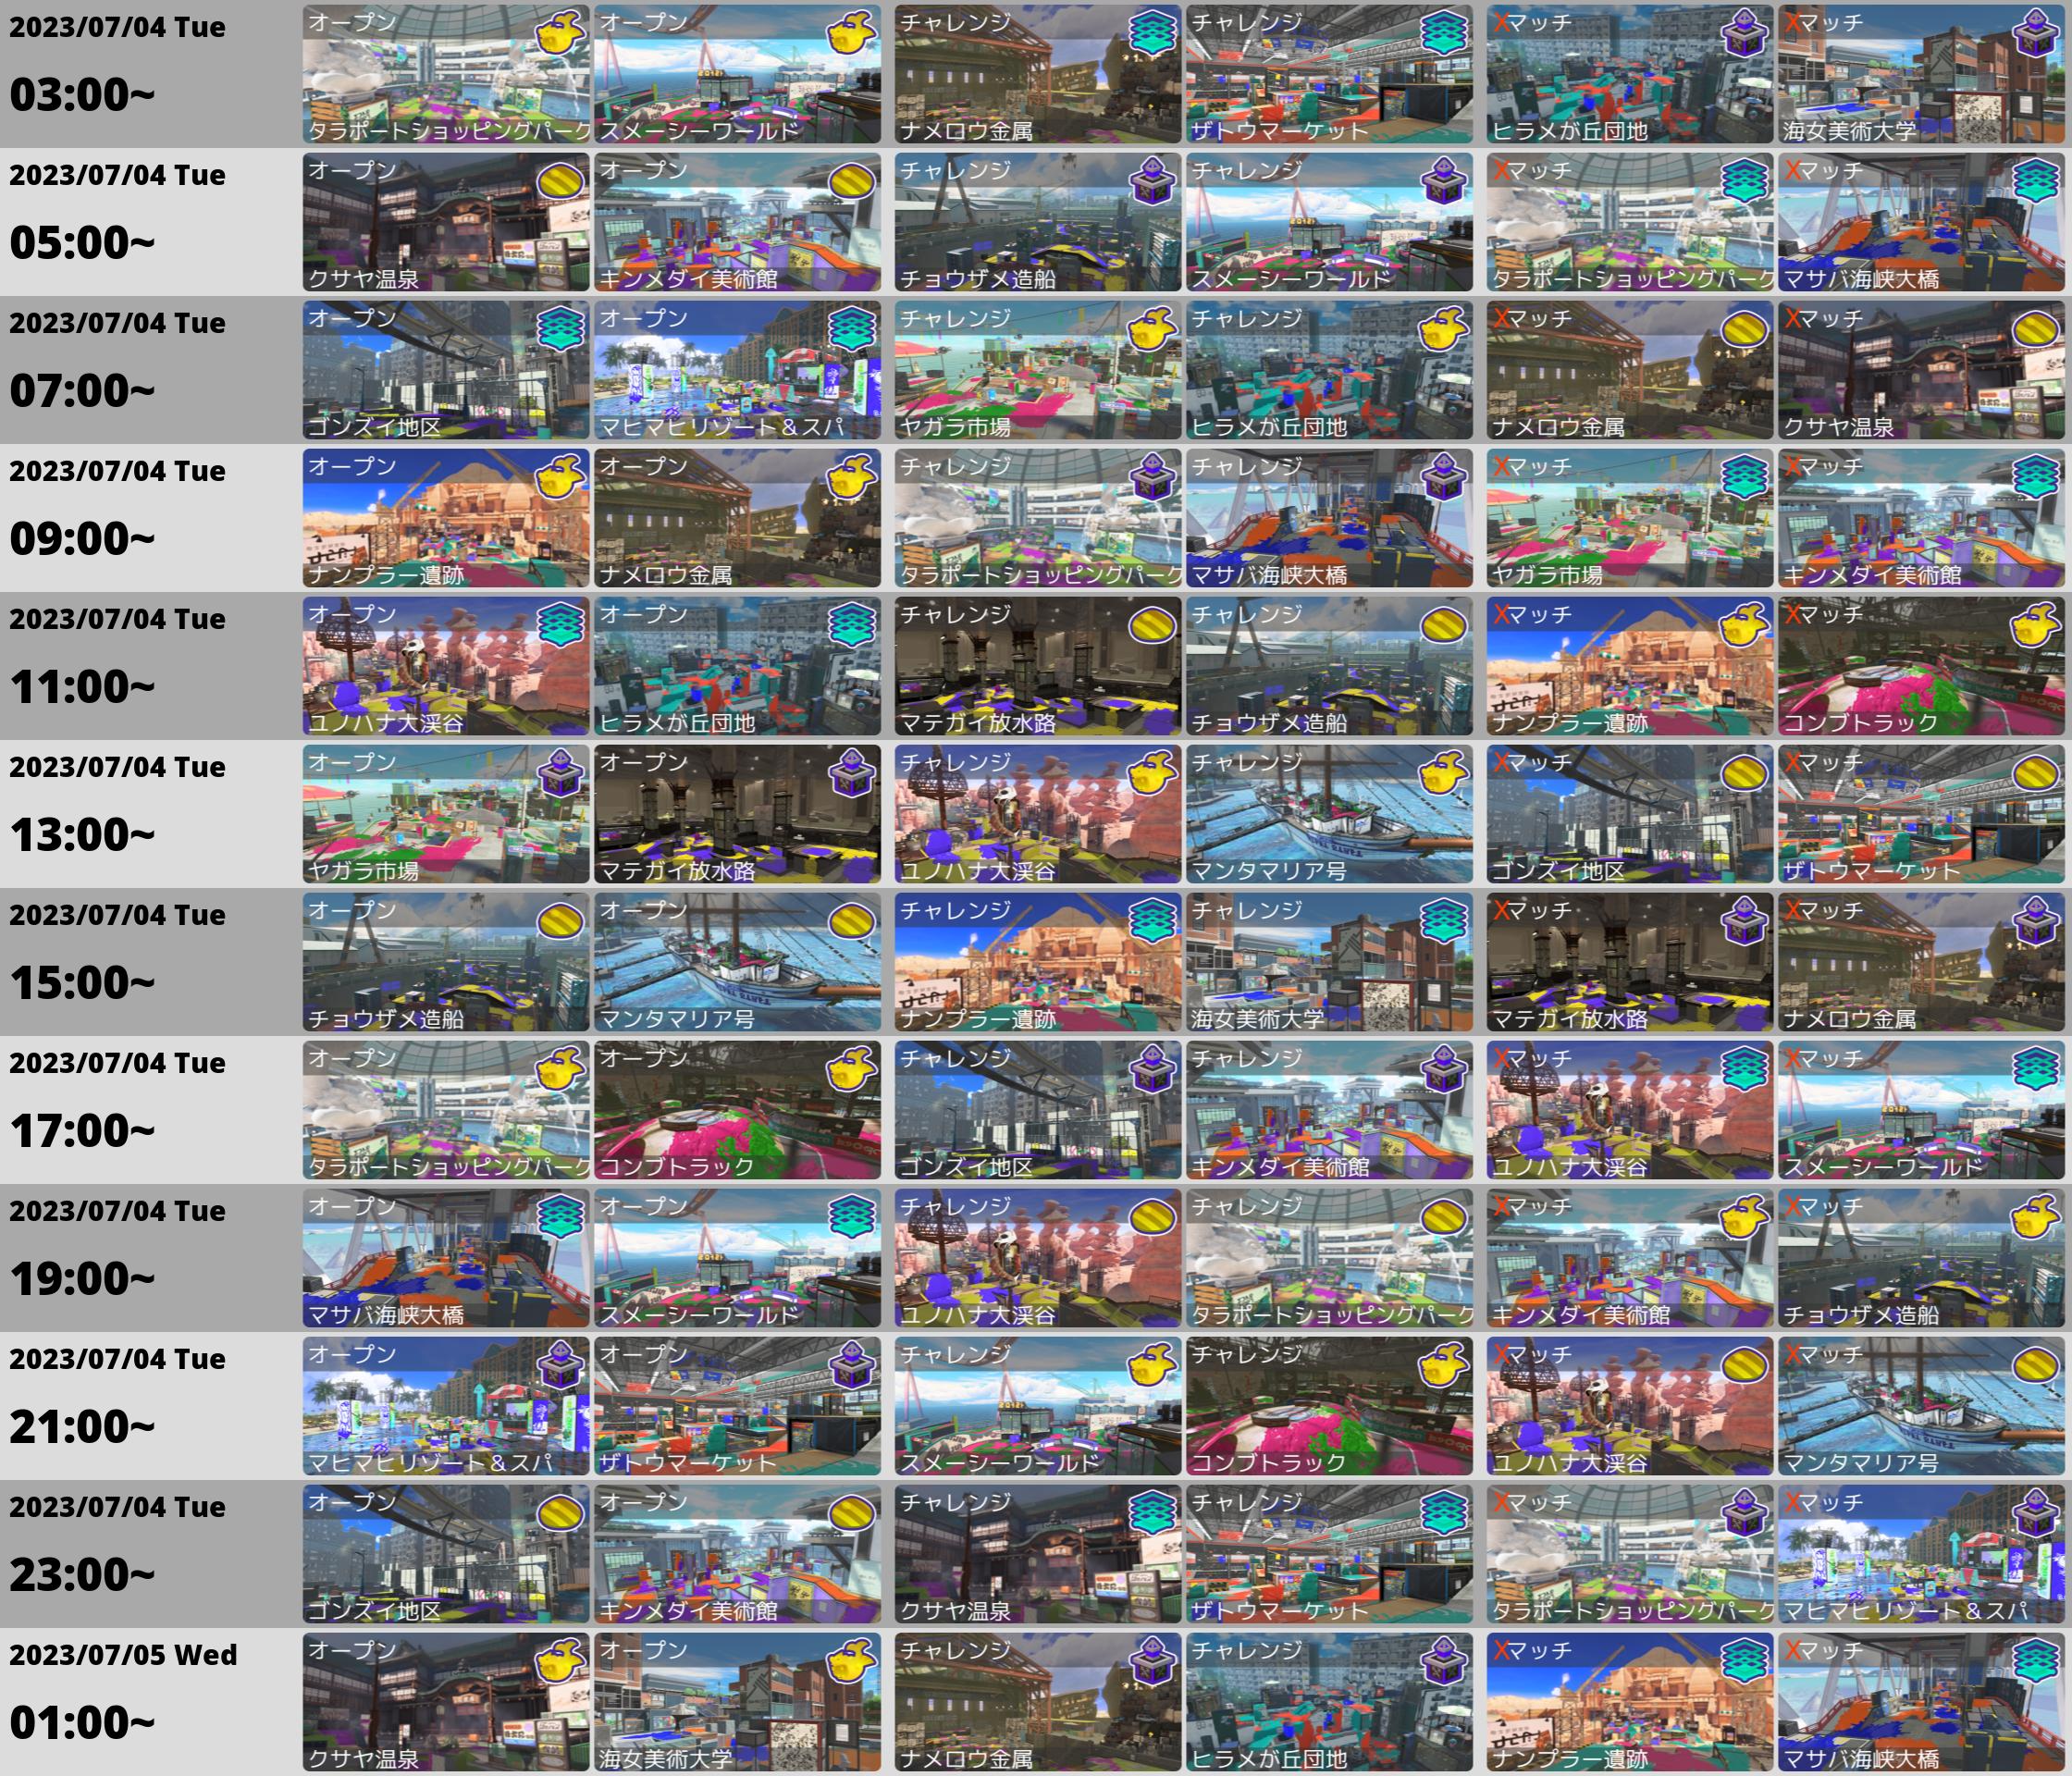 2023/07/04 Tue
03:00~
オープン オープン チャレンジ チャレンジ Xマッチ Xマッチ
タラポートショッピングパーク スメーシーワールド ナメロウ金属 ザトウマーケット ヒラメが丘団地 海女美術大学
2023/07/04 Tue
05:00~
オープン オープン チャレンジ チャレンジ Xマッチ Xマッチ
クサヤ温泉 キンメダイ美術館 チョウザメ造船 スメーシーワールド タラポートショッピングパーク マサバ海峡大橋
2023/07/04 Tue
07:00~
オープン オープン チャレンジ チャレンジ Xマッチ Xマッチ
ゴンズイ地区 マヒマヒリゾート＆スパ ヤガラ市場 ヒラメが丘団地 ナメロウ金属 クサヤ温泉
2023/07/04 Tue
09:00~
オープン オープン チャレンジ チャレンジ Xマッチ Xマッチ
ナンプラー遺跡 ナメロウ金属 タラポートショッピングパーク マサバ海峡大橋 ヤガラ市場 キンメダイ美術館
2023/07/04 Tue
11:00~
オープン オープン チャレンジ チャレンジ Xマッチ Xマッチ
ユノハナ大渓谷 ヒラメが丘団地 マテガイ放水路 チョウザメ造船 ナンプラー遺跡 コンブトラック
2023/07/04 Tue
13:00~
オープン オープン チャレンジ チャレンジ Xマッチ Xマッチ
ヤガラ市場 マテガイ放水路 ユノハナ大渓谷 マンタマリア号 ゴンズイ地区 ザトウマーケット
2023/07/04 Tue
15:00~
オープン オープン チャレンジ チャレンジ Xマッチ Xマッチ
チョウザメ造船 マンタマリア号 ナンプラー遺跡 海女美術大学 マテガイ放水路 ナメロウ金属
2023/07/04 Tue
17:00~
オープン オープン チャレンジ チャレンジ Xマッチ Xマッチ
タラポートショッピングパーク コンブトラック ゴンズイ地区 キンメダイ美術館 ユノハナ大渓谷 スメーシーワールド
2023/07/04 Tue
19:00~
オープン オープン チャレンジ チャレンジ Xマッチ Xマッチ
マサバ海峡大橋 スメーシーワールド ユノハナ大渓谷 タラポートショッピングパーク キンメダイ美術館 チョウザメ造船
2023/07/04 Tue
21:00~
オープン オープン チャレンジ チャレンジ Xマッチ Xマッチ
マヒマヒリゾート＆スパ ザトウマーケット スメーシーワールド コンブトラック ユノハナ大渓谷 マンタマリア号
2023/07/04 Tue
23:00~
オープン オープン チャレンジ チャレンジ Xマッチ Xマッチ
ゴンズイ地区 キンメダイ美術館 クサヤ温泉 ザトウマーケット タラポートショッピングパーク マヒマヒリゾート＆スパ
2023/07/05 Wed
01:00~
オープン オープン チャレンジ チャレンジ Xマッチ Xマッチ
クサヤ温泉 海女美術大学 ナメロウ金属 ヒラメが丘団地 ナンプラー遺跡 マサバ海峡大橋